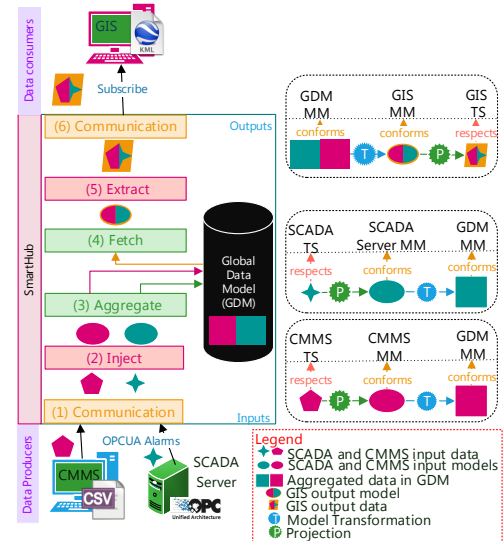 Data consumers
GIS
KML
Subscribe
(6) Communication
Outputs
(5) Extract
(4) Fetch
SmartHub
Global
Data
Model
(GDM)
(3) Aggregate
(2) Inject
(1) Communication
Inputs
Data Producers
OPCUA Alarms
CMMS
CSV
SCADA
Server
OPC
Unified Architecture
GDM
MM
GIS
MM
GIS
TS
conforms
conforms
respects
T
P
SCADA
TS
SCADA
Server MM
GDM
MM
respects
conforms
conforms
P
T
CMMS
TS
CMMS
MM
GDM
MM
respects
conforms
conforms
P
T
Legend
SCADA and CMMS input data
SCADA and CMMS input models
Aggregated data in GDM
GIS output model
GIS output data
T Model Transformation
P Projection